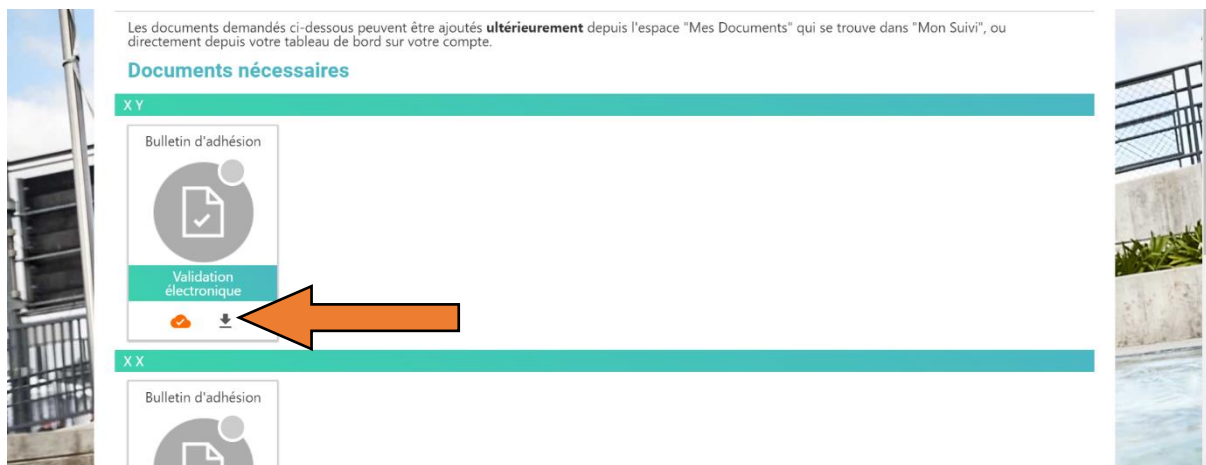 Les documents demandés ci-dessous peuvent être ajoutés ultérieurement depuis l'espace "Mes Documents" qui se trouve dans "Mon Suivi", ou
directement depuis votre tableau de bord sur votre compte.
Documents nécessaires
X Y
Bulletin d'adhésion
Validation
électronique
X X
Bulletin d'adhésion